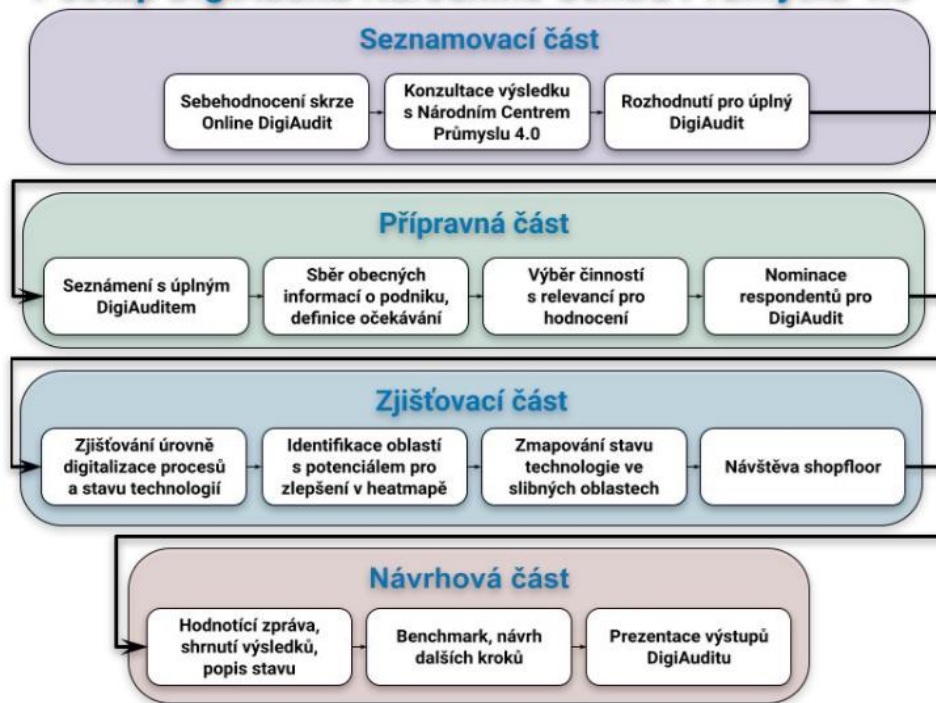 Seznamovací část
Sebehodnocení skrze
Online DigiAudit
Konzultace výsledku
s Národním Centrem
Průmyslu 4.0
Rozhodnutí pro úplný
DigiAudit
Přípravná část
Seznámení s úplným
DigiAuditem
Sběr obecných
informací o podniku,
definice očekávání
Výběr činností
s relevancí pro
hodnocení
Nominace
respondentů pro
DigiAudit
Zjišťovací část
Zjišťování úrovně
digitalizace procesů
a stavu technologií
Identifikace oblastí
s potenciálem pro
zlepšení v heatmapě
Zmapování stavu
technologie ve
slibných oblastech
Návštěva shopfloor
Návrhová část
Hodnotící zpráva,
shrnutí výsledků,
popis stavu
Benchmark, návrh
dalších kroků
Prezentace výstupů
DigiAuditu